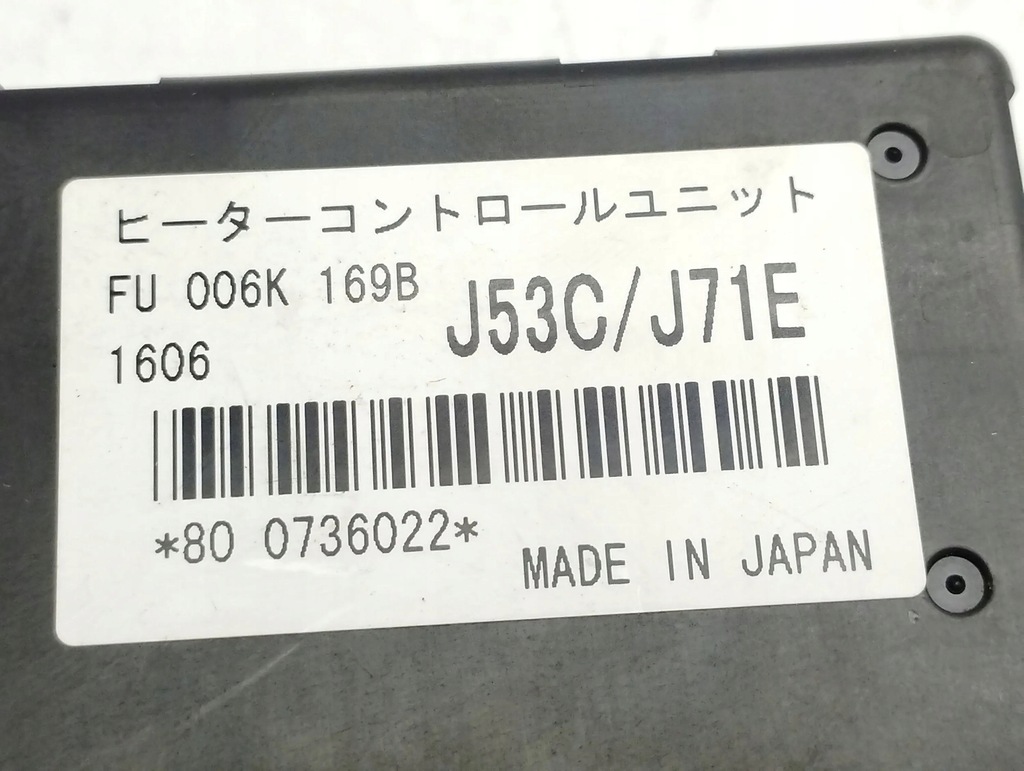 ヒーターコントロールユニット
FU 006K 169B
J53C/J71E
1606
*80 0736022*
MADE IN JAPAN